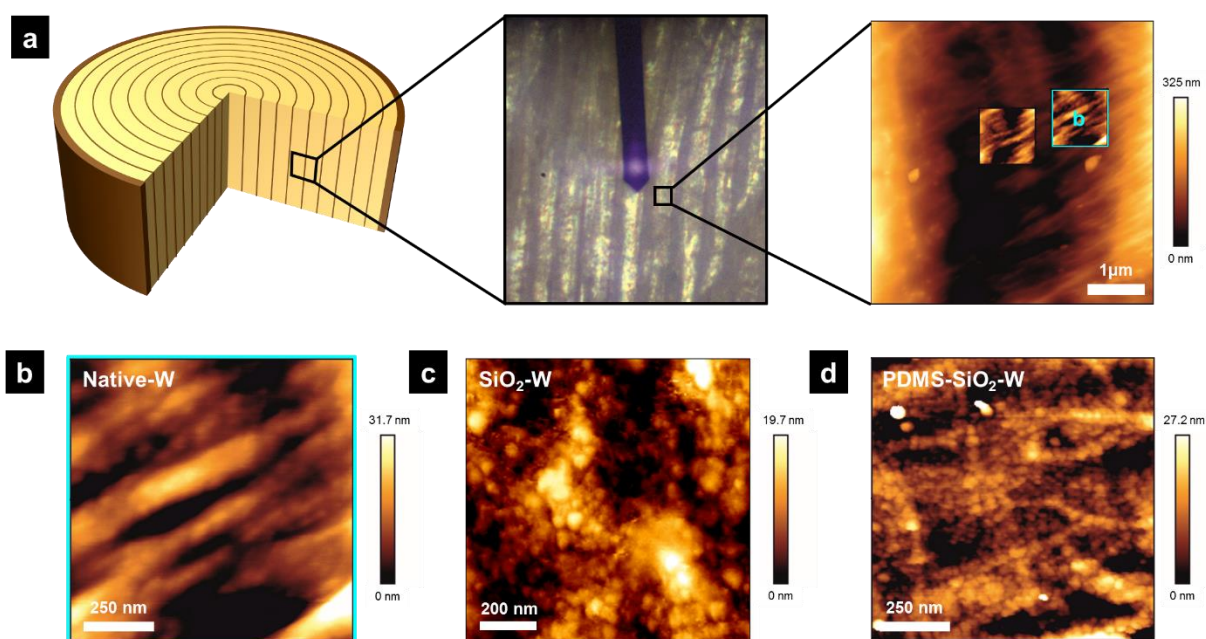 a
325 nm
b
0 nm
1µm
b
Native-W
31.7 nm
0 nm
250 nm
c
SiO₂-W
19.7 nm
0 nm
200 nm
d
PDMS-SiO₂-W
27.2 nm
0 nm
250 nm